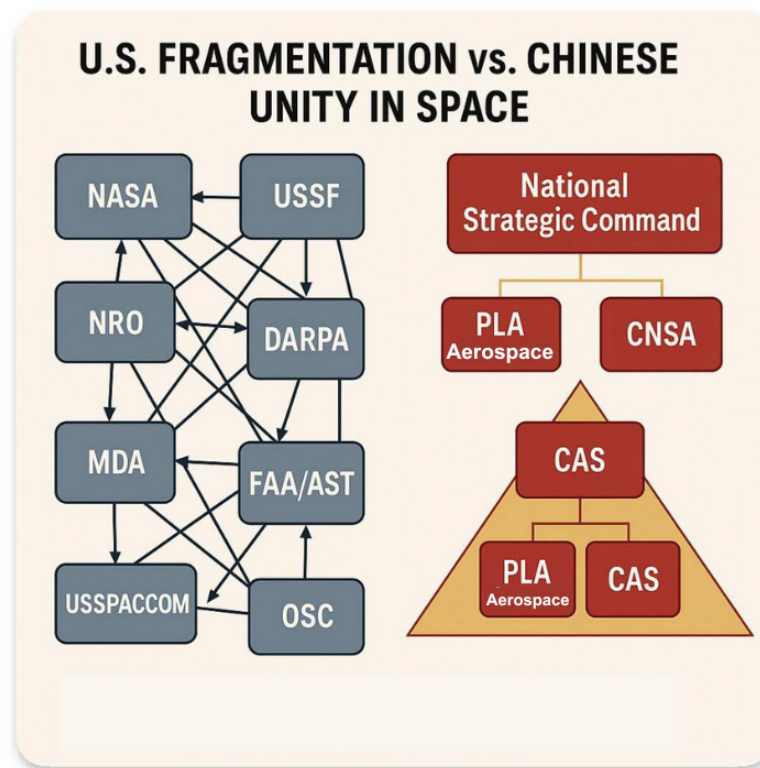 U.S. FRAGMENTATION vs. CHINESE
UNITY IN SPACE
NASA
USSF
NRO
DARPA
MDA
FAA/AST
USSPACCOM
OSC
National
Strategic Command
PLA
Aerospace
CNSA
CAS
PLA
Aerospace
CAS